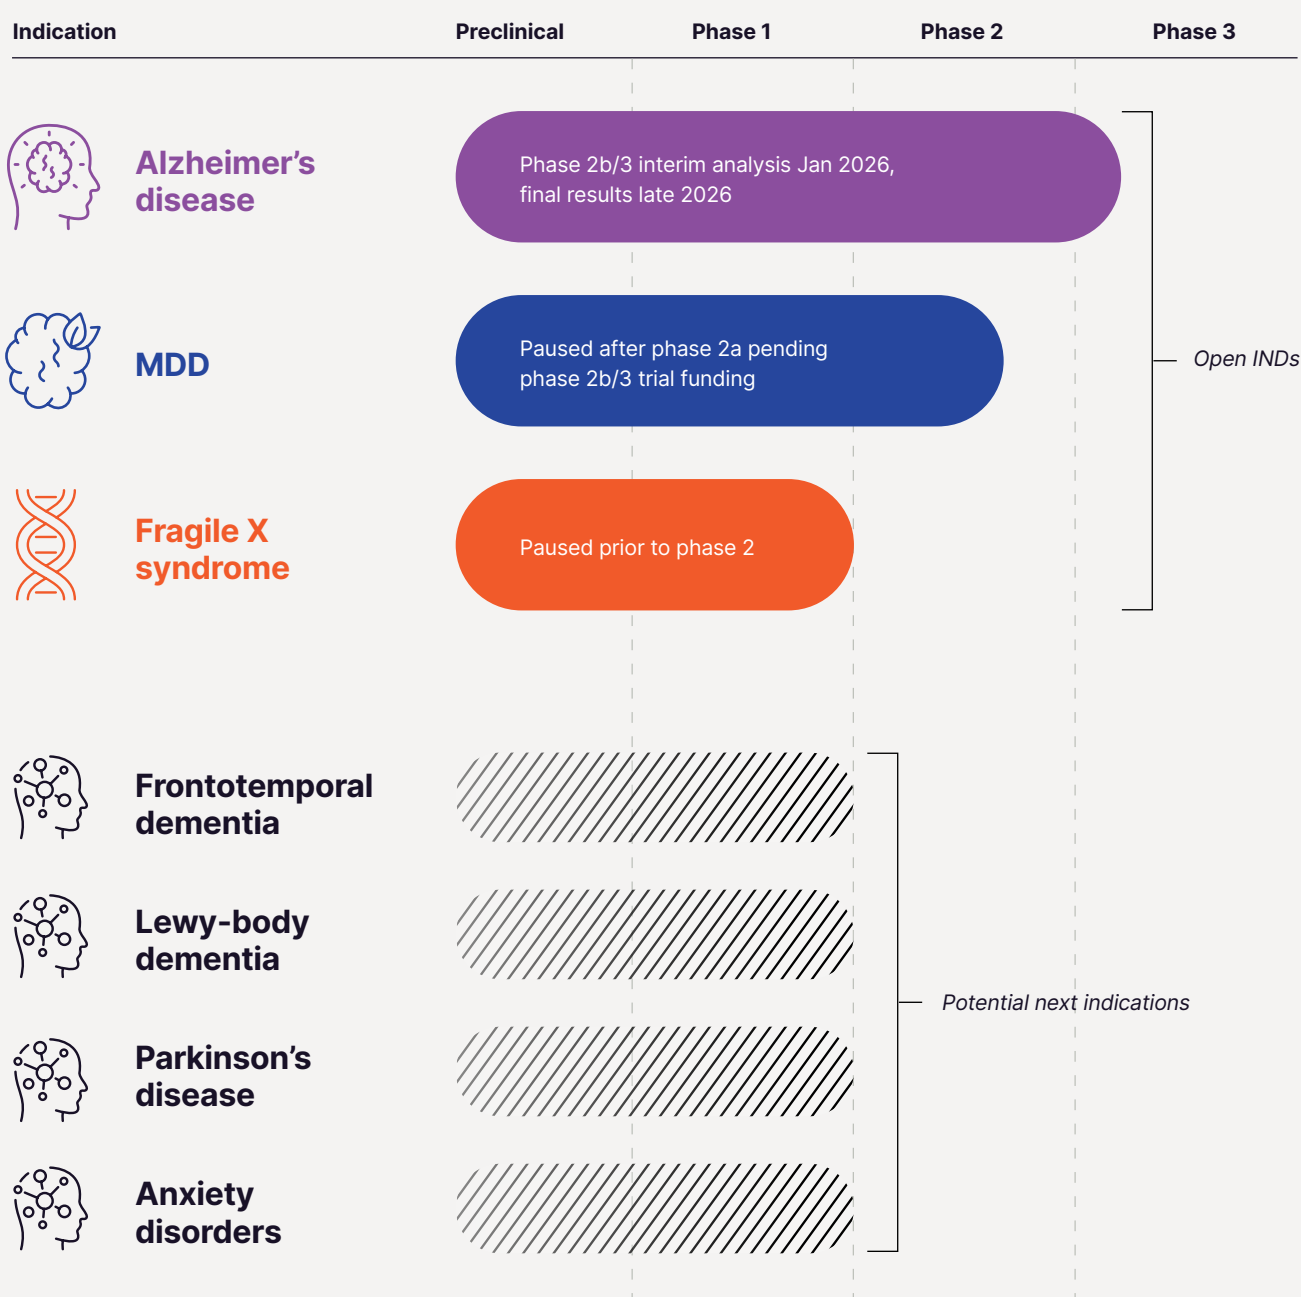 Indication Preclinical Phase 1 Phase 2 Phase 3
Alzheimer’s
disease
Phase 2b/3 interim analysis Jan 2026,
final results late 2026
MDD
Paused after phase 2a pending
phase 2b/3 trial funding
Open INDs
Fragile X
syndrome
Paused prior to phase 2
Frontotemporal
dementia
Lewy-body
dementia
Potential next indications
Parkinson’s
disease
Anxiety
disorders